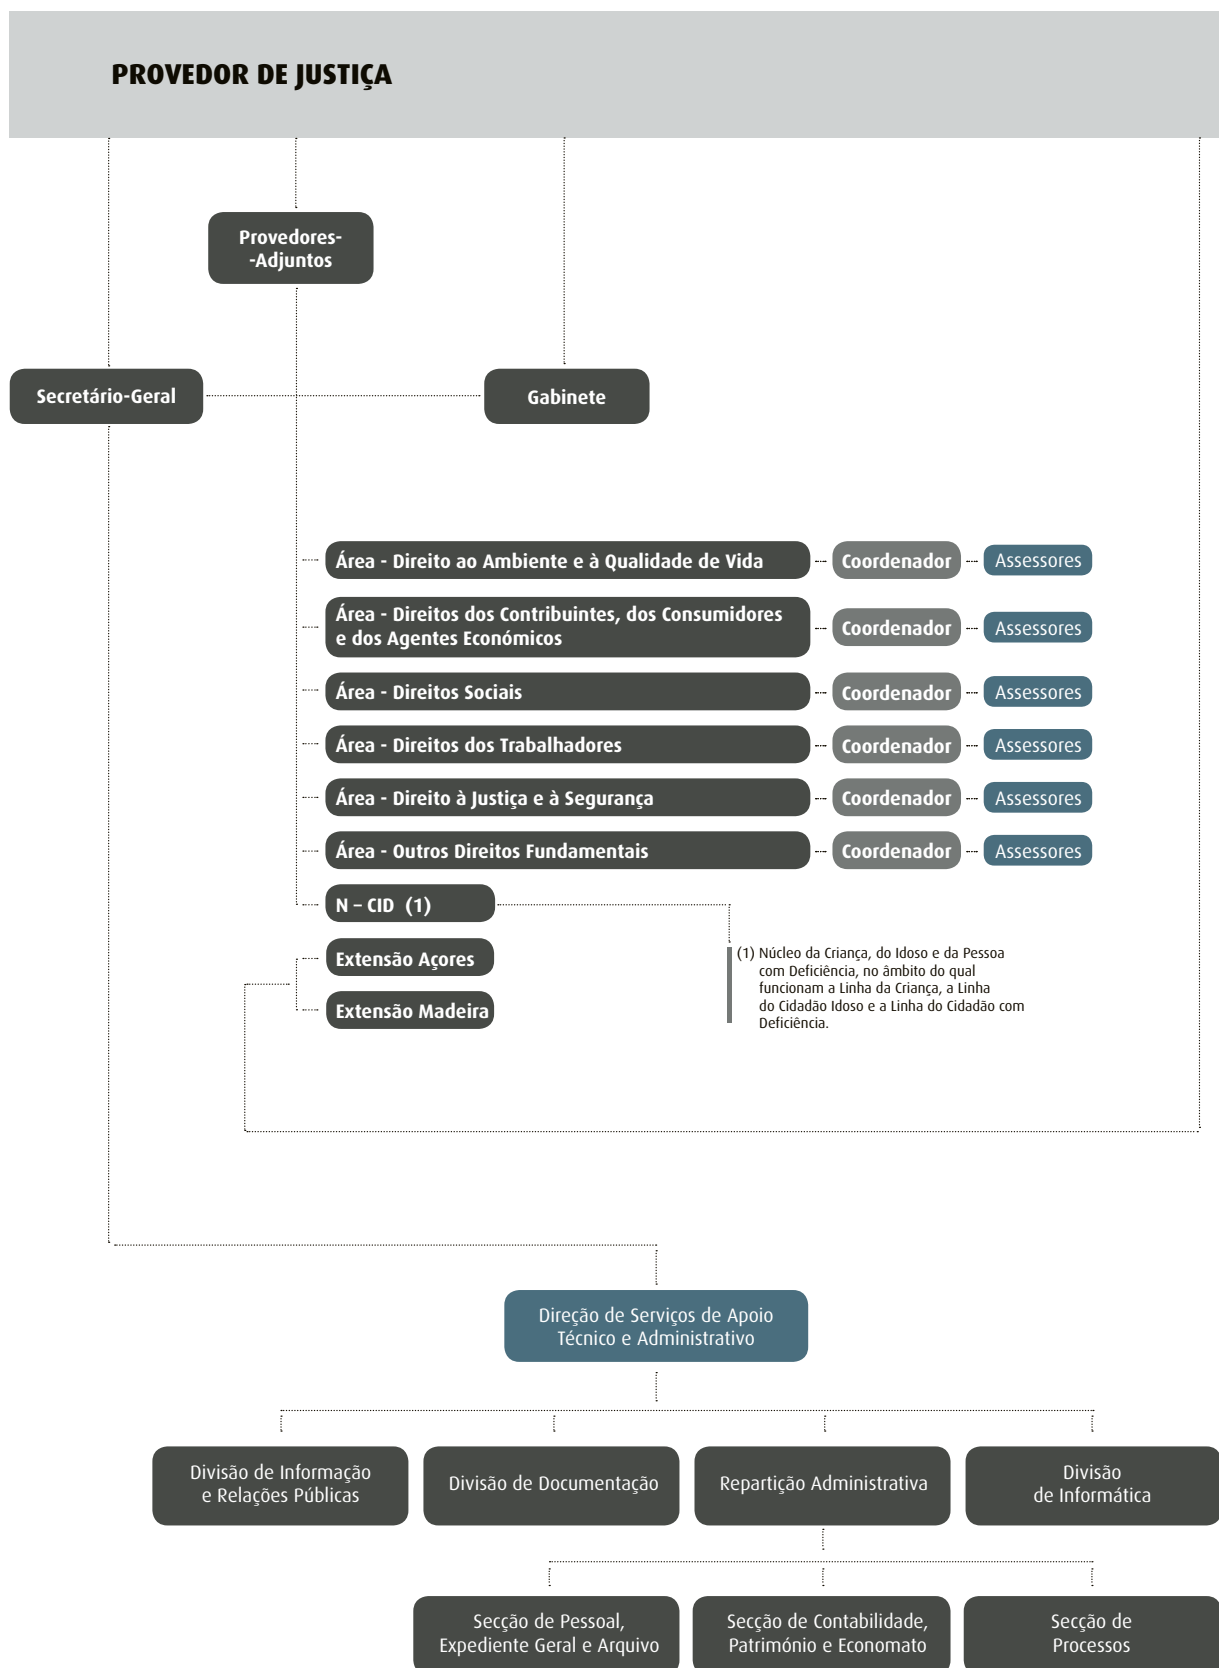 PROVEDOR DE JUSTIÇA
Provedores-
-Adjuntos
Secretário-Geral
Gabinete
Área - Direito ao Ambiente e à Qualidade de Vida
Coordenador
Assessores
Área - Direitos dos Contribuintes, dos Consumidores
e dos Agentes Económicos
Coordenador
Assessores
Área - Direitos Sociais
Coordenador
Assessores
Área - Direitos dos Trabalhadores
Coordenador
Assessores
Área - Direito à Justiça e à Segurança
Coordenador
Assessores
Área - Outros Direitos Fundamentais
Coordenador
Assessores
N – CID (1)
Extensão Açores
Extensão Madeira
(1) Núcleo da Criança, do Idoso e da Pessoa
com Deficiência, no âmbito do qual
funcionam a Linha da Criança, a Linha
do Cidadão Idoso e a Linha do Cidadão com
Deficiência.
Direção de Serviços de Apoio
Técnico e Administrativo
Divisão de Informação
e Relações Públicas
Divisão de Documentação
Repartição Administrativa
Divisão
de Informática
Secção de Pessoal,
Expediente Geral e Arquivo
Secção de Contabilidade,
Património e Economato
Secção de
Processos